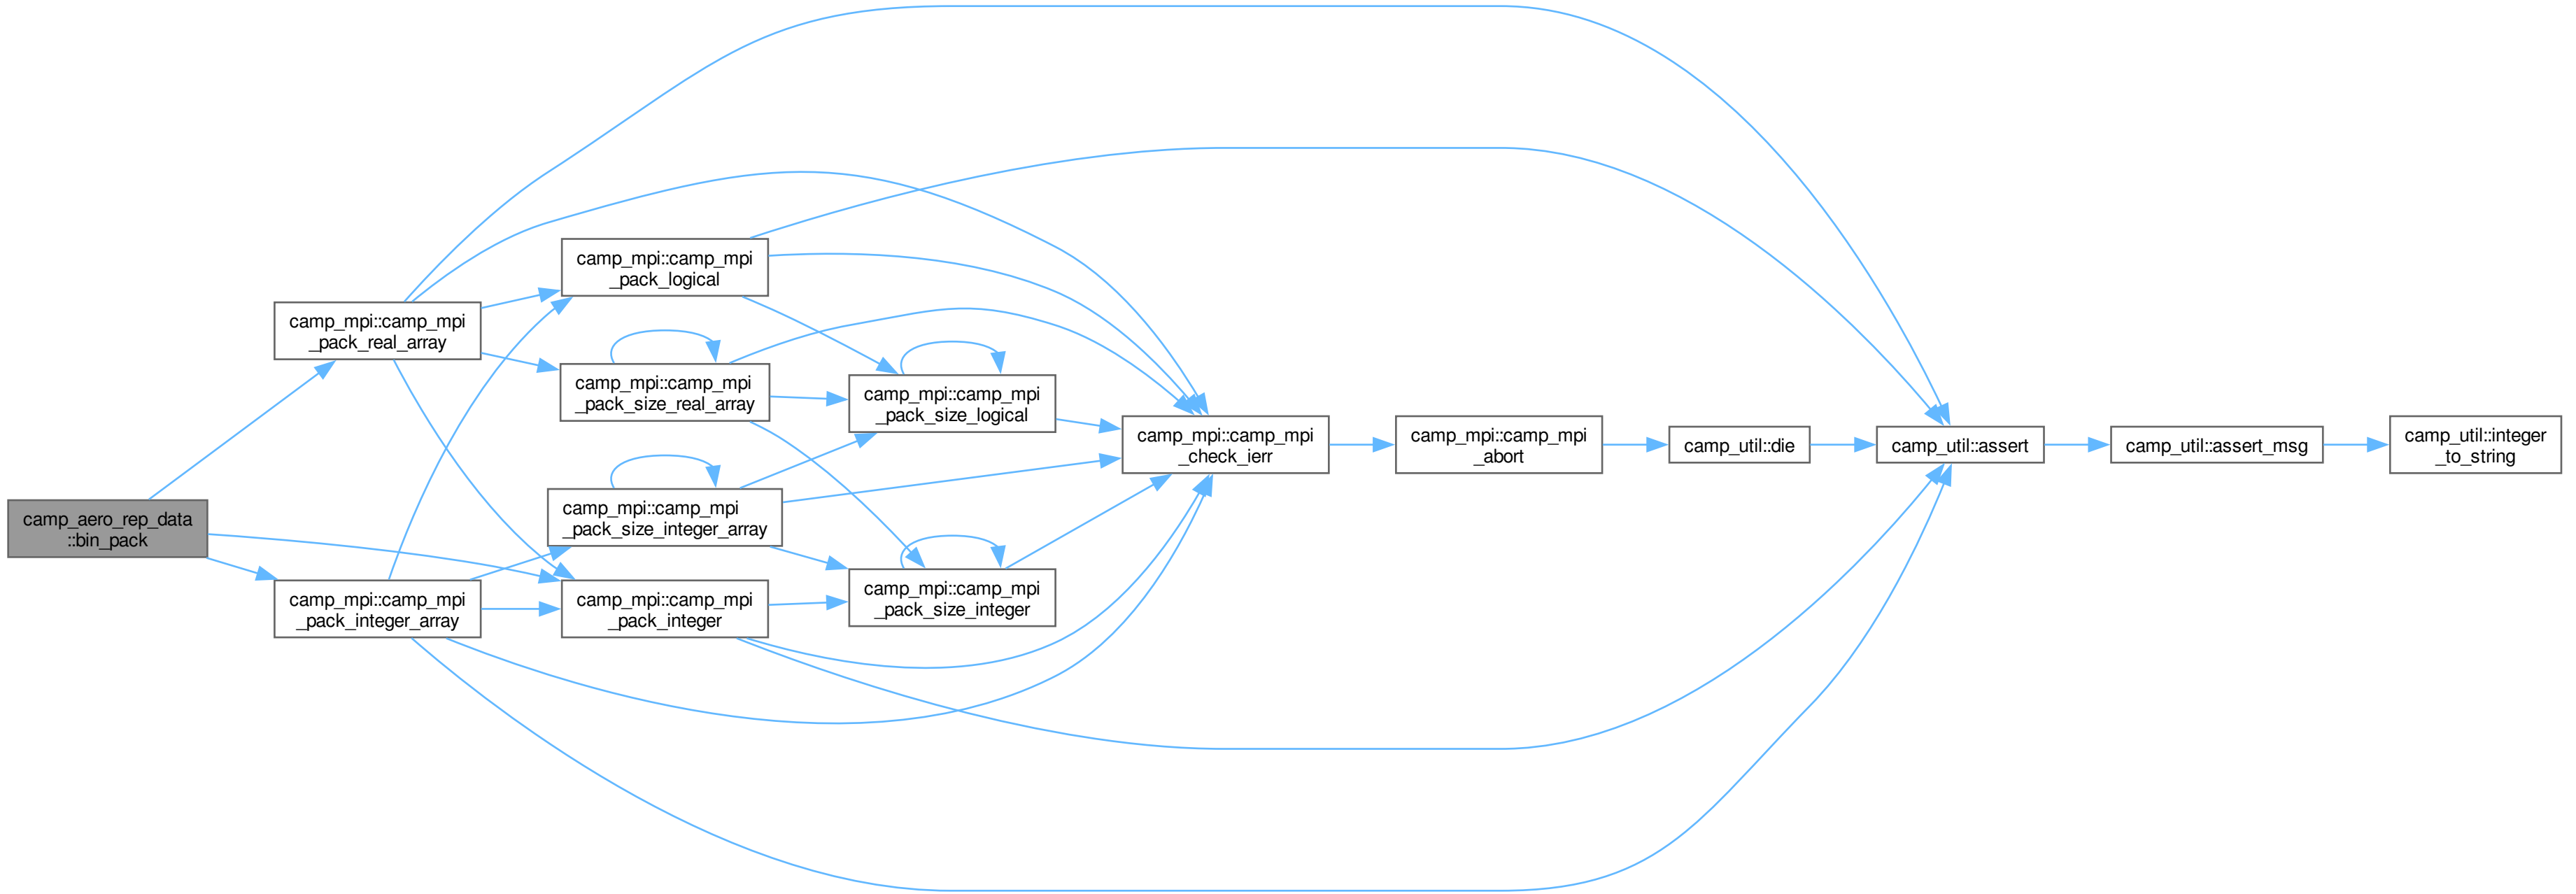 camp_aero_rep_data
::bin_pack
camp_mpi::camp_mpi
_pack_real_array
camp_mpi::camp_mpi
_pack_integer_array
camp_mpi::camp_mpi
_pack_logical
camp_mpi::camp_mpi
_pack_size_real_array
camp_mpi::camp_mpi
_pack_size_integer_array
camp_mpi::camp_mpi
_pack_integer
camp_mpi::camp_mpi
_pack_size_logical
camp_mpi::camp_mpi
_pack_size_integer
camp_mpi::camp_mpi
_check_ierr
camp_mpi::camp_mpi
_abort
camp_util::die
camp_util::assert
camp_util::assert_msg
camp_util::integer
_to_string